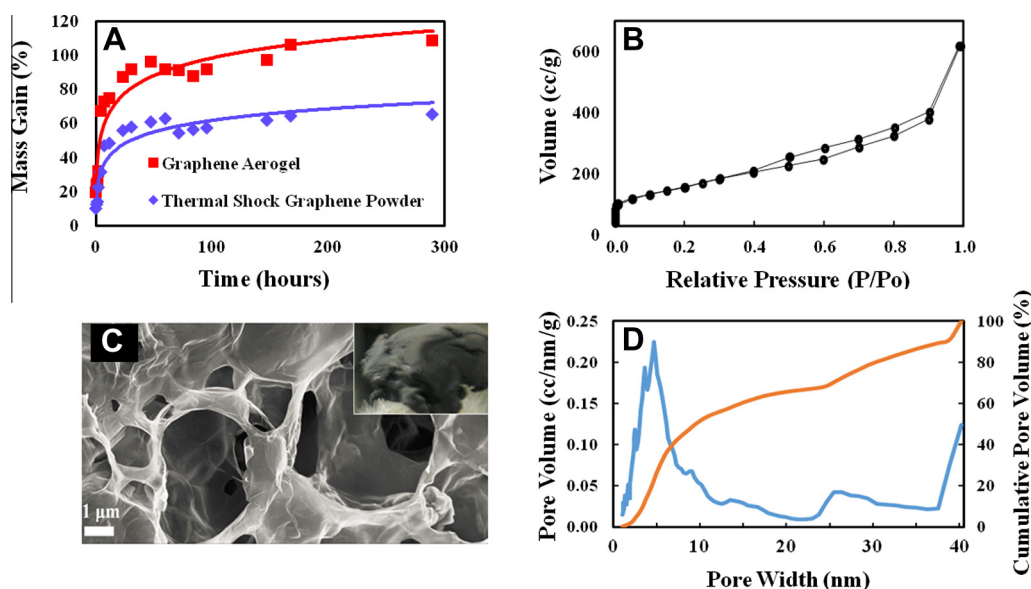 A
Mass Gain (%)
120
100
80
60
40
20
0
Graphene Aerogel
Thermal Shock Graphene Powder
0
100
200
300
Time (hours)
B
Volume (cc/g)
600
400
200
0
0.0
0.2
0.4
0.6
0.8
1.0
Relative Pressure (P/Po)
C
1 μm
D
Pore Volume (cc/nm/g)
0.25
0.20
0.15
0.10
0.05
0.00
0
10
20
30
40
Pore Width (nm)
100
80
60
40
20
0
Cumulative Pore Volume (%)